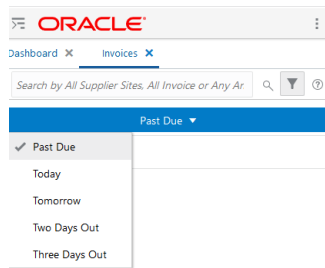 ORACLE
Dashboard
Invoices
Search by All Supplier Sites, All Invoice or Any Ar
Past Due
Past Due
Today
Tomorrow
Two Days Out
Three Days Out